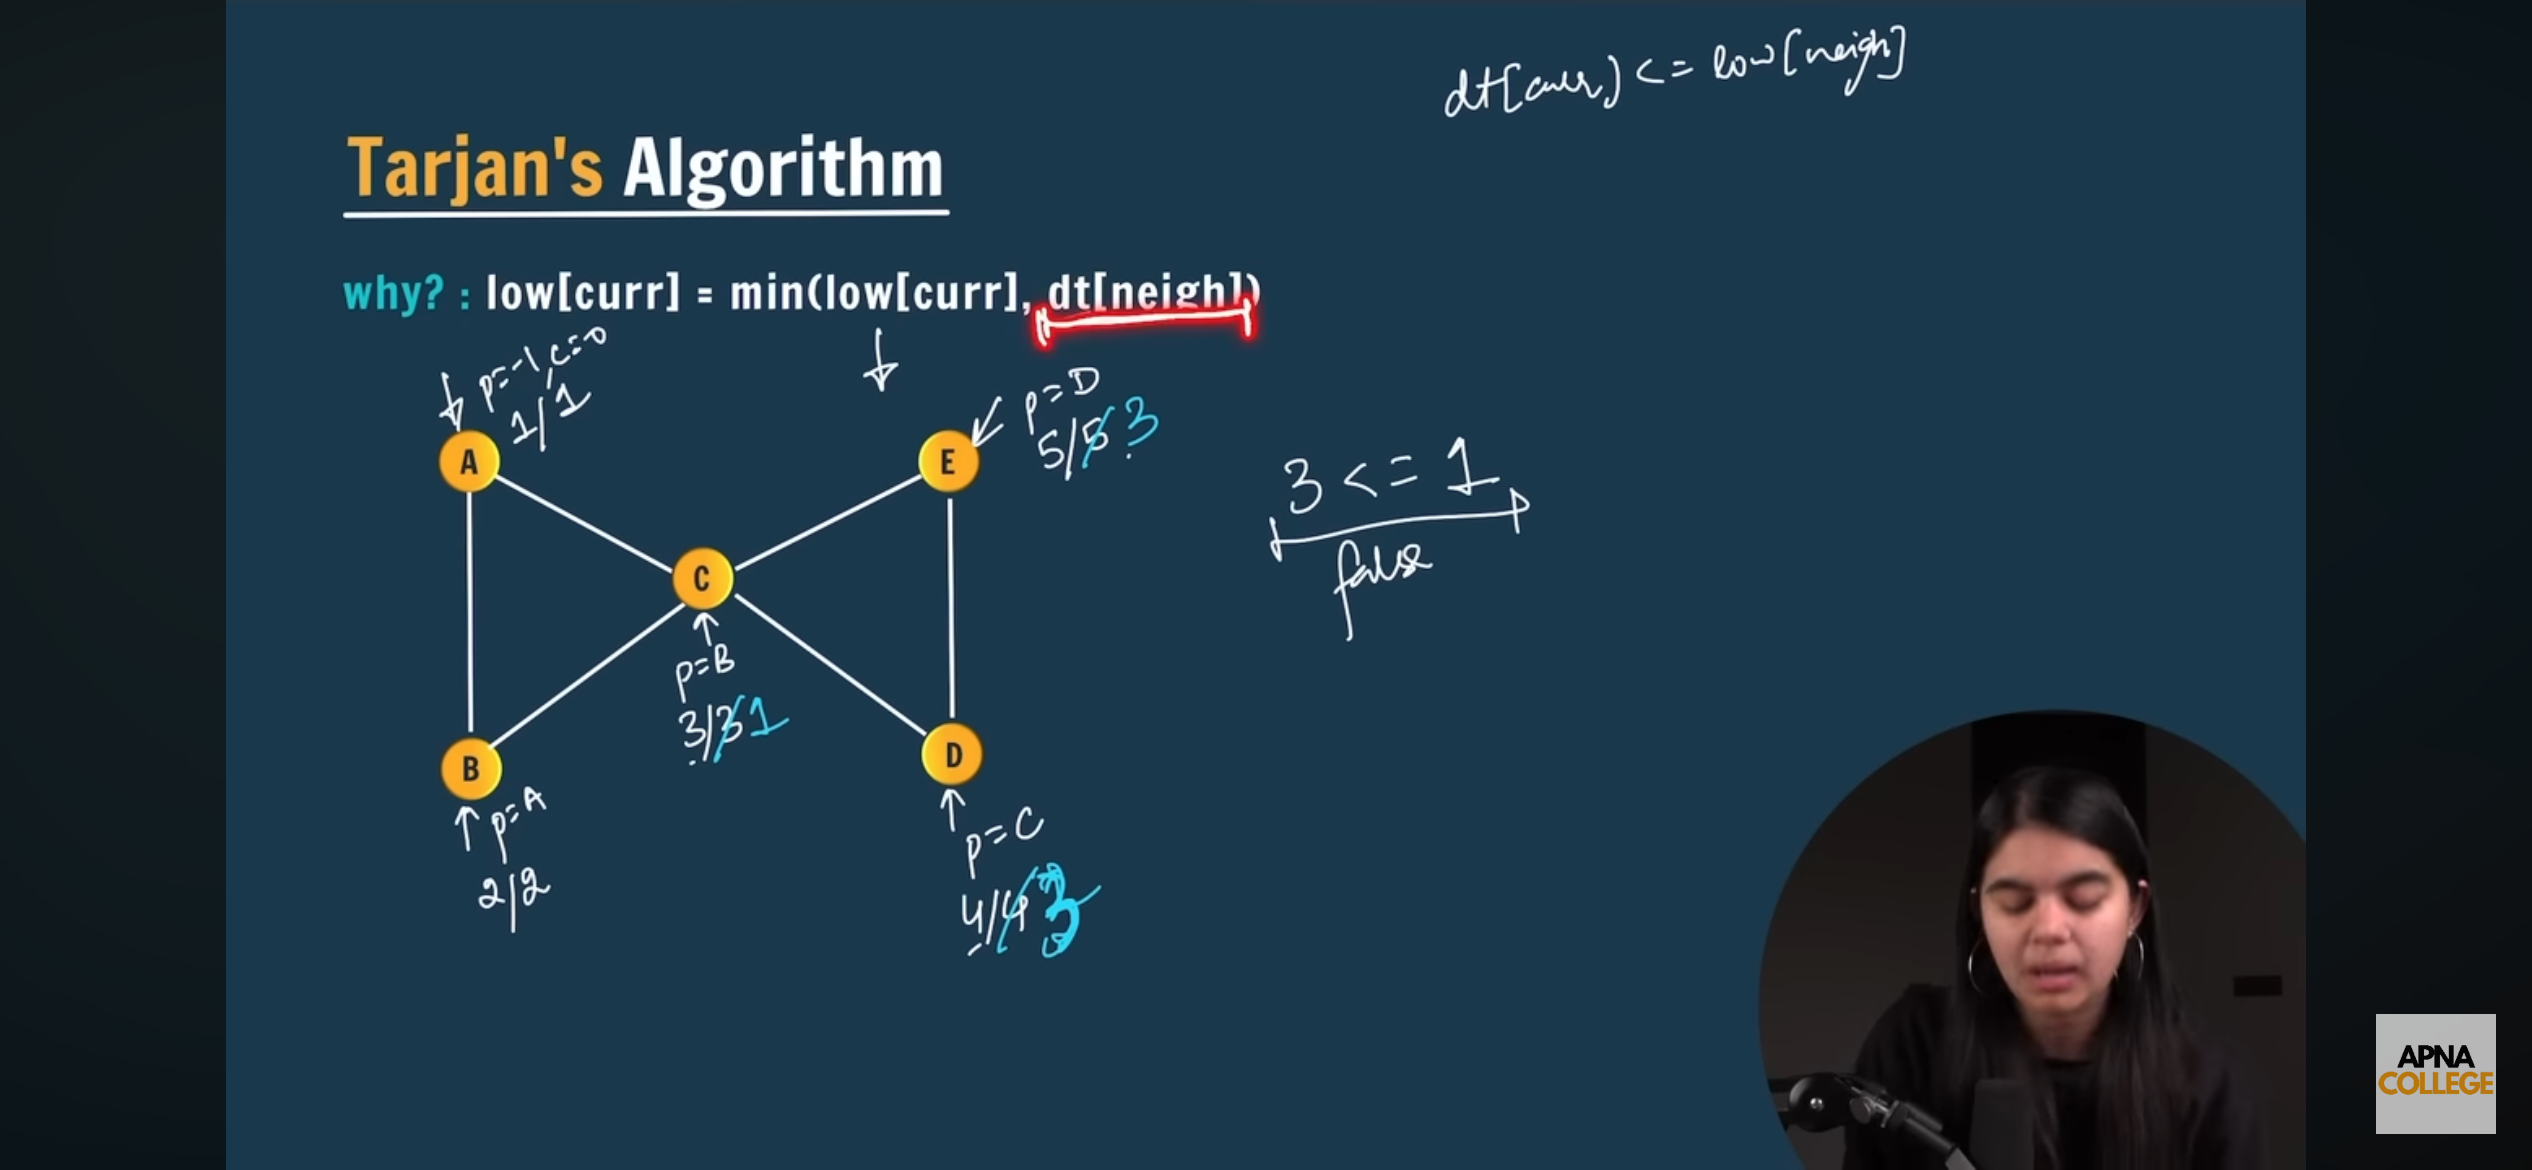 dt[curr] <= low[neigh]
Tarjan's Algorithm
why? : low[curr] = min(low[curr], dt[neigh])
p=-1, c=0
1/1
p=D
5/5 3
A
E
3 <= 1
false
C
p=B
3/3 1
B
D
p=A
2/2
p=C
4/4 3
APNA
COLLEGE